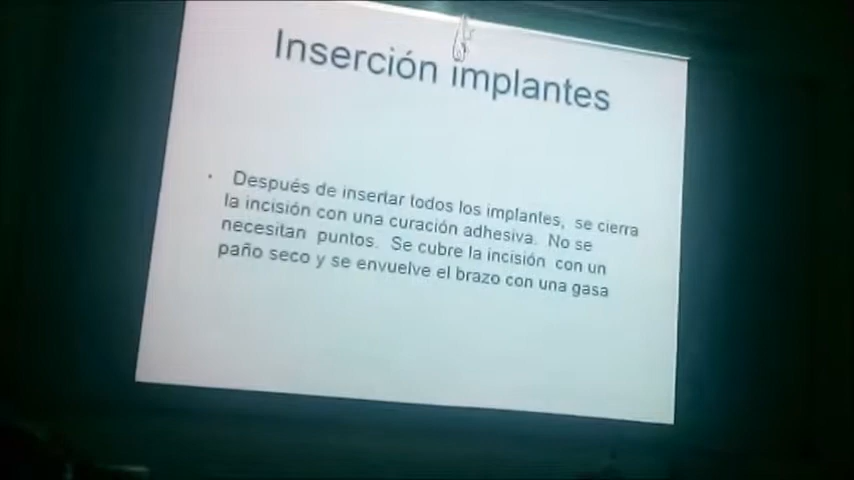 Inserción implantes
• Después de insertar todos los implantes, se cierra
la incisión con una curación adhesiva. No se
necesitan puntos. Se cubre la incisión con un
paño seco y se envuelve el brazo con una gasa